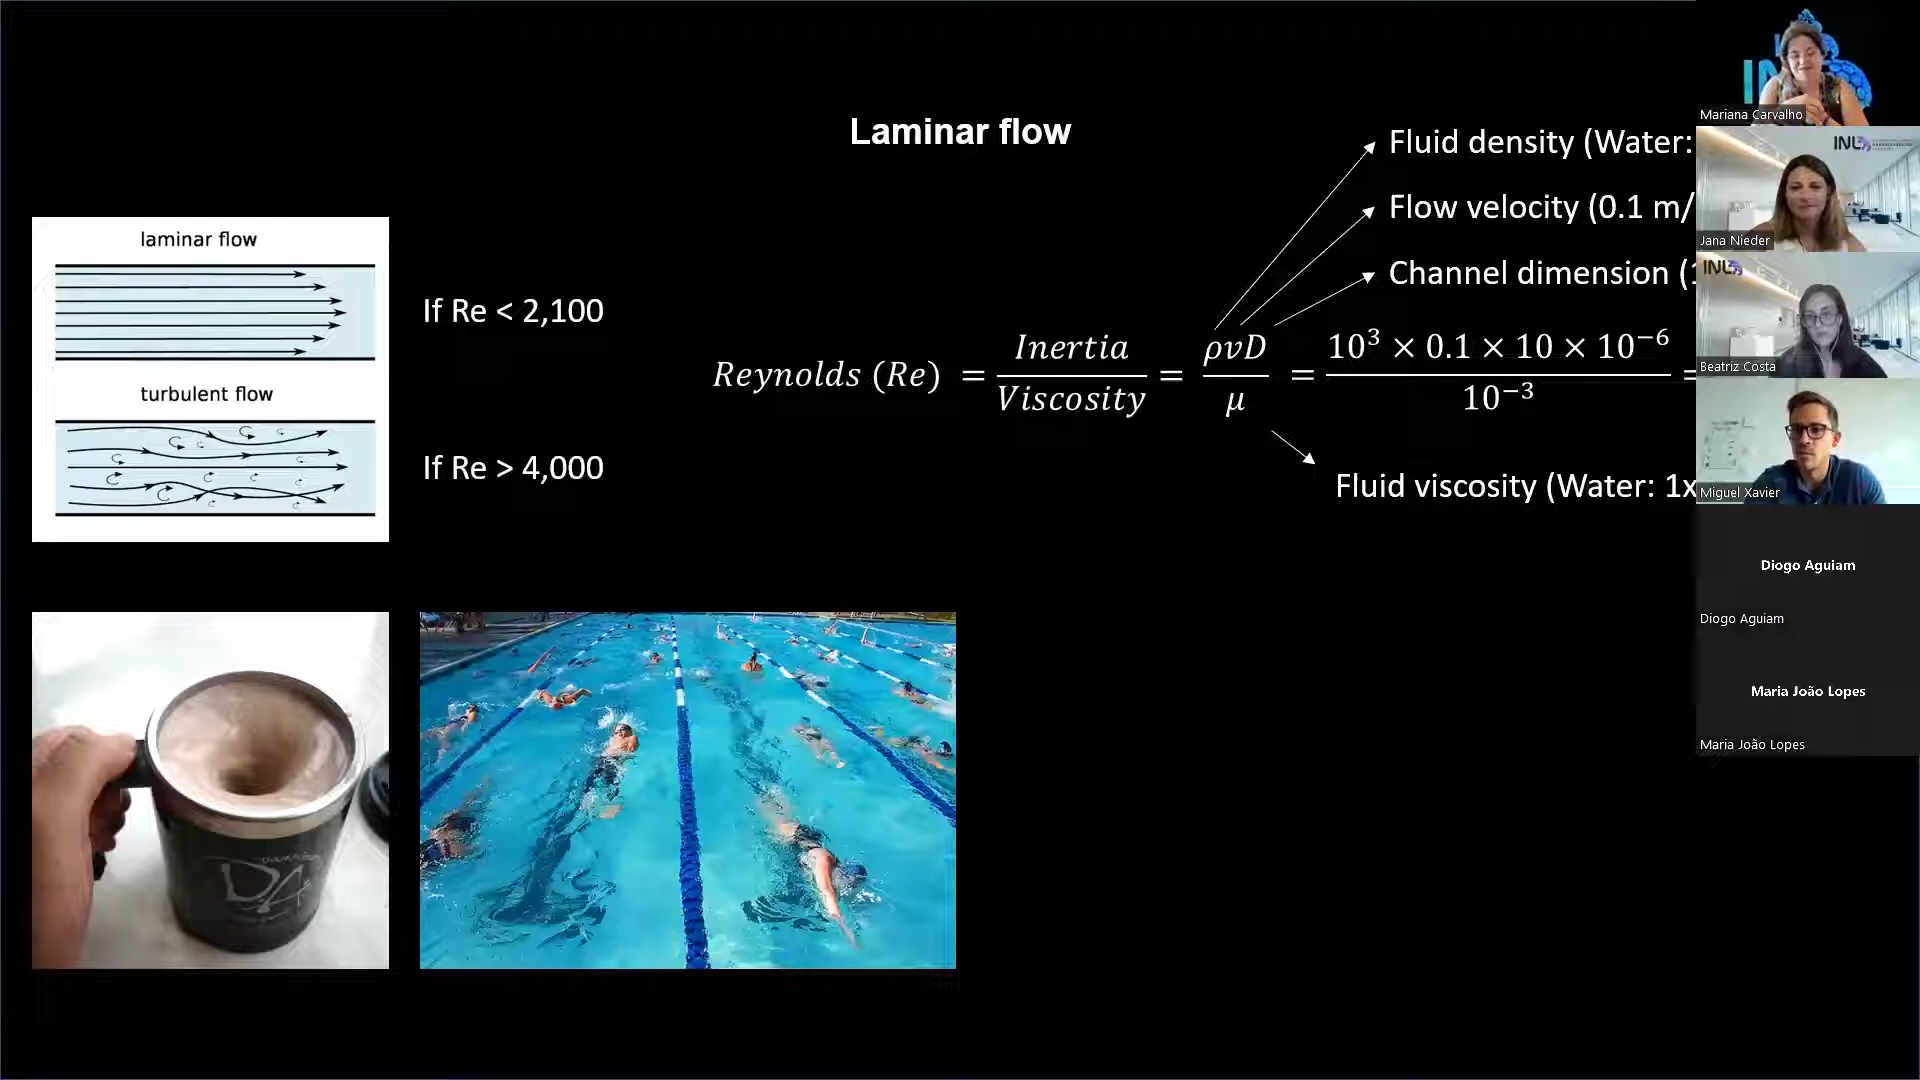 Laminar flow
laminar flow
turbulent flow
If Re < 2,100
If Re > 4,000
Reynolds (Re) = Inertia / Viscosity = ρvD / μ = 10³ × 0.1 × 10 × 10⁻⁶ / 10⁻³ =
Fluid density (Water:
Flow velocity (0.1 m/
Channel dimension (
Fluid viscosity (Water: 1x
Mariana Carvalho
INL
Jana Nieder
INL
Beatriz Costa
Miguel Xavier
Diogo Aguiam
Diogo Aguiam
Maria João Lopes
Maria João Lopes